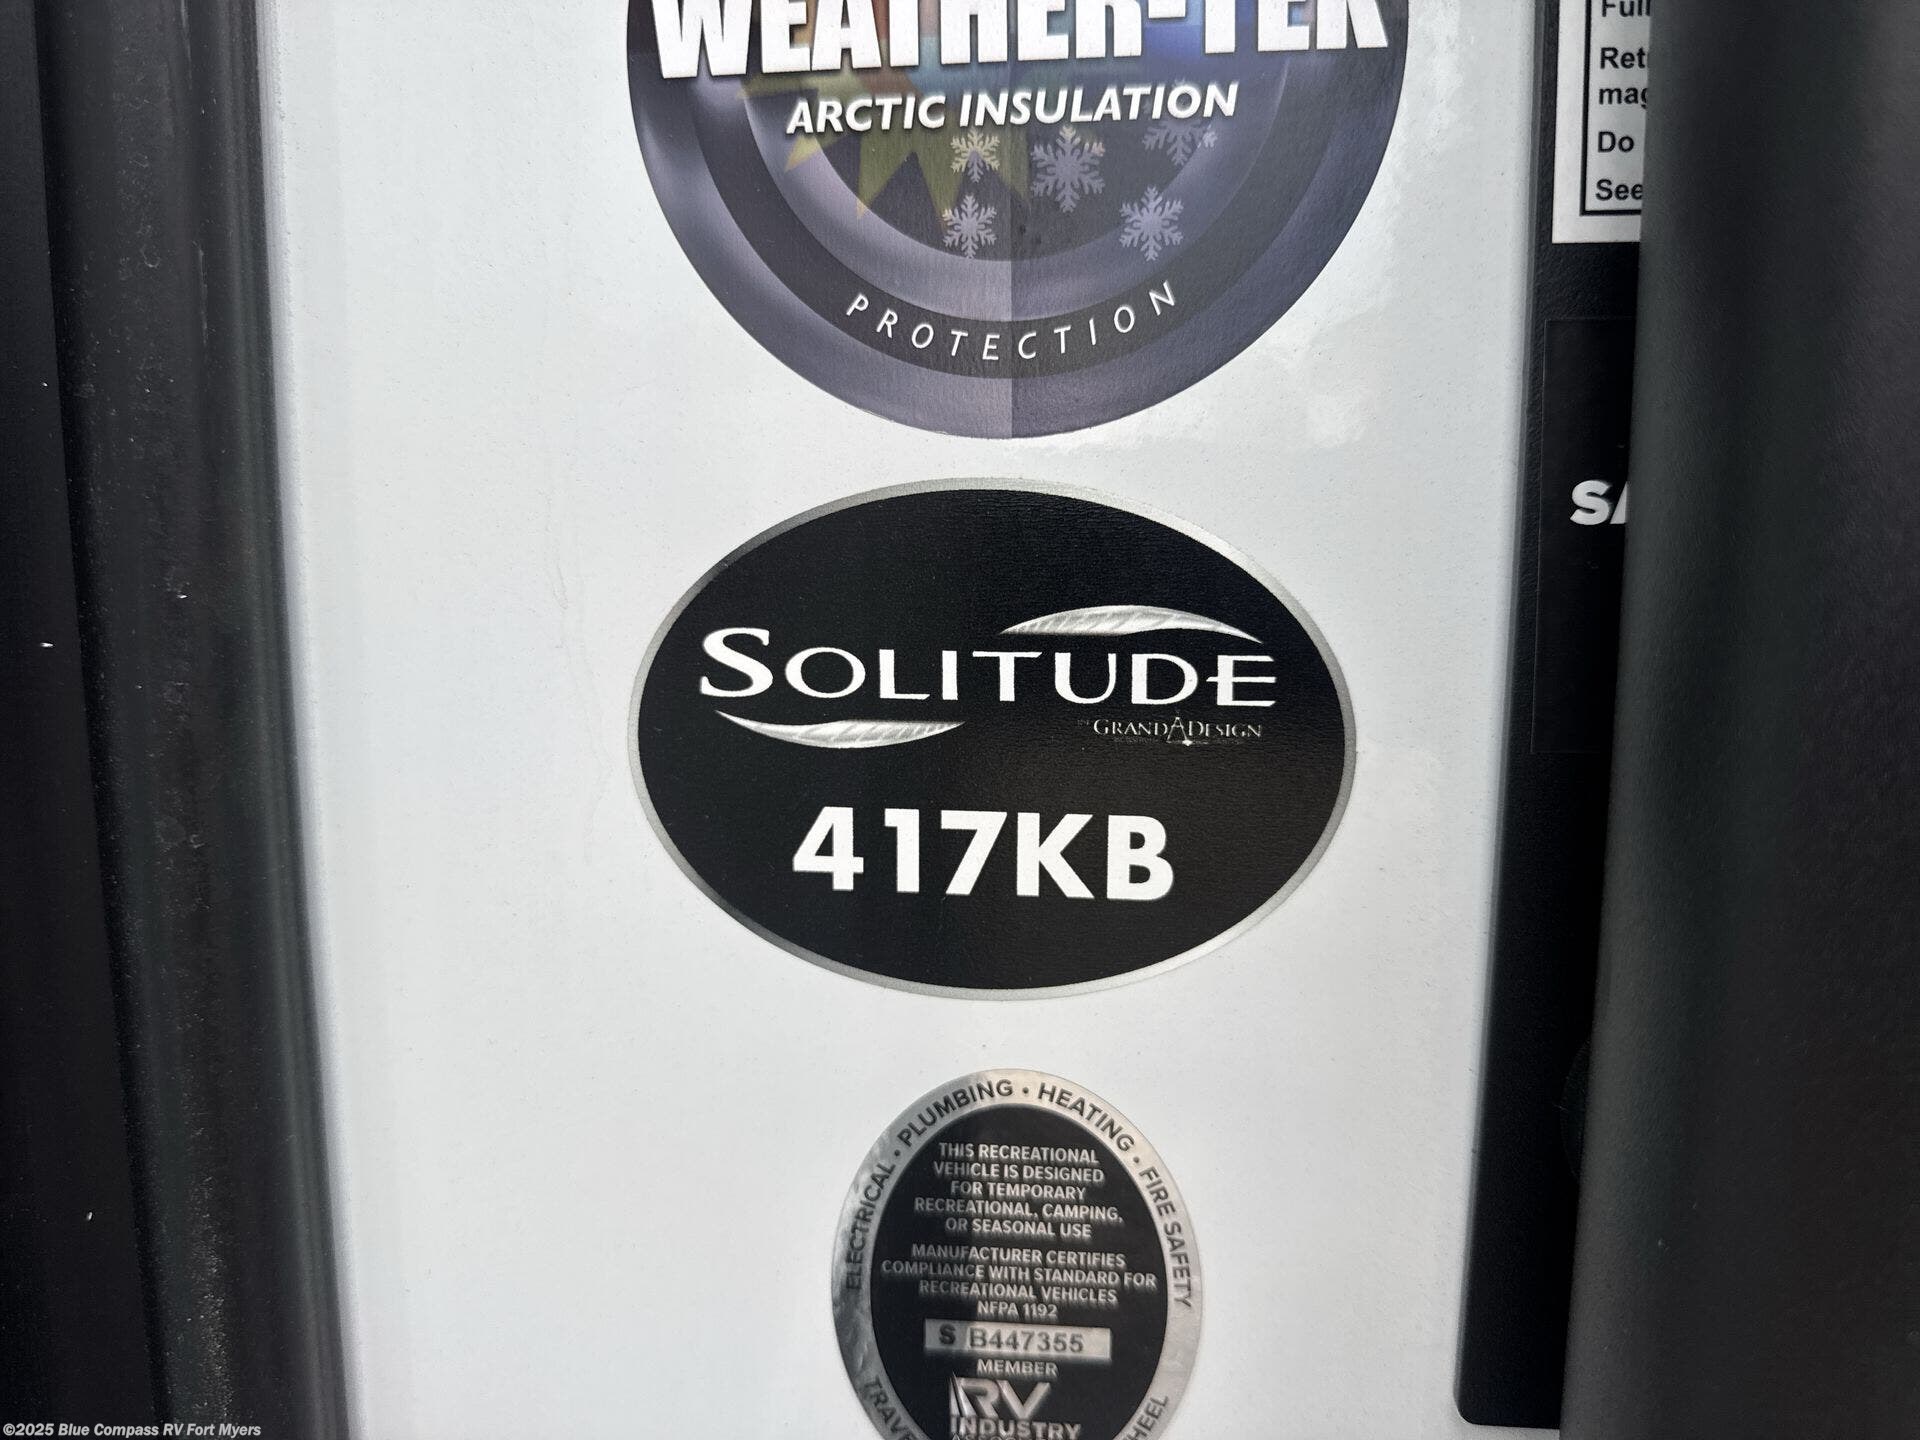 WEATHER-TEK
ARCTIC INSULATION
PROTECTION
Full
Do
See
SOLITUDE
BY GRAND DESIGN
417KB
ELECTRICAL • PLUMBING • HEATING • FIRE SAFETY
THIS RECREATIONAL
VEHICLE IS DESIGNED
FOR TEMPORARY
RECREATIONAL, CAMPING,
OR SEASONAL USE
MANUFACTURER CERTIFIES
COMPLIANCE WITH STANDARD FOR
RECREATIONAL VEHICLES
NFPA 1192
S B447355
MEMBER
RV
INDUSTRY
©2025 Blue Compass RV Fort Myers